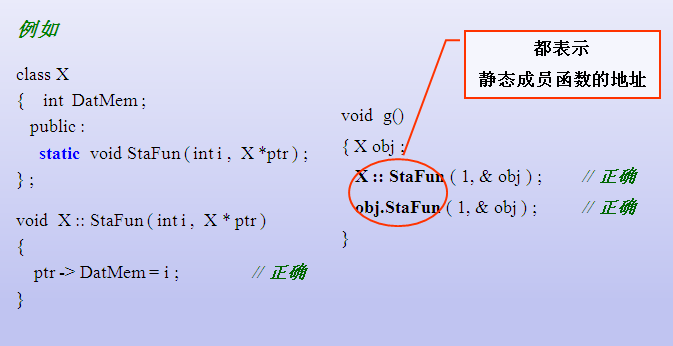 例如
class X
{ int DatMem ;
public :
static void StaFun ( int i , X *ptr ) ;
} ;
void X :: StaFun ( int i , X * ptr )
{
ptr -> DatMem = i ; // 正确
}
都表示
静态成员函数的地址
void g()
{ X obj ;
X :: StaFun ( 1, & obj ) ; // 正确
obj.StaFun ( 1, & obj ) ; // 正确
}